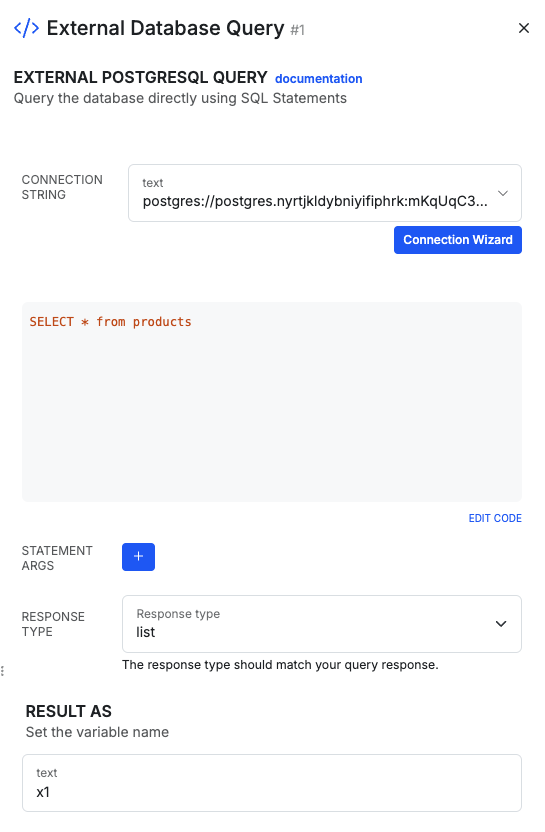 </> External Database Query #1
EXTERNAL POSTGRESQL QUERY documentation
Query the database directly using SQL Statements
CONNECTION STRING
text
postgres://postgres.nyrtjkldybniyifiphrk:mKqUqC3...
Connection Wizard
SELECT * from products
EDIT CODE
STATEMENT ARGS
+
RESPONSE TYPE
Response type
list
The response type should match your query response.
RESULT AS
Set the variable name
text
x1